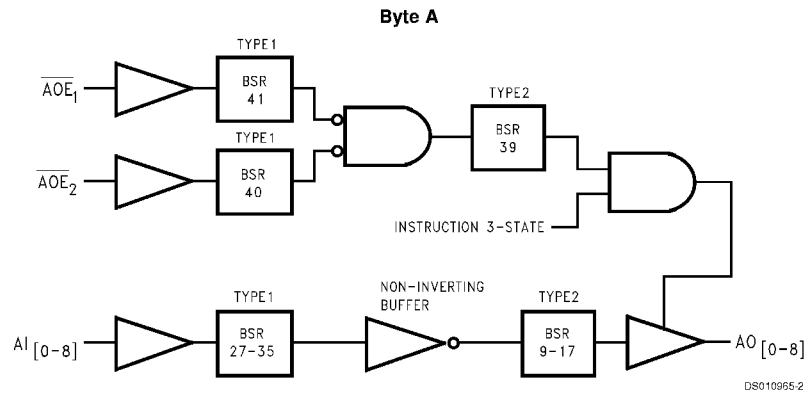 Byte A
TYPE1
AOE1
BSR
41
TYPE2
BSR
39
TYPE1
AOE2
BSR
40
INSTRUCTION 3-STATE
NON-INVERTING
BUFFER
TYPE1
TYPE2
AI[0-8]
BSR
27-35
BSR
9-17
AO[0-8]
DS010965-2